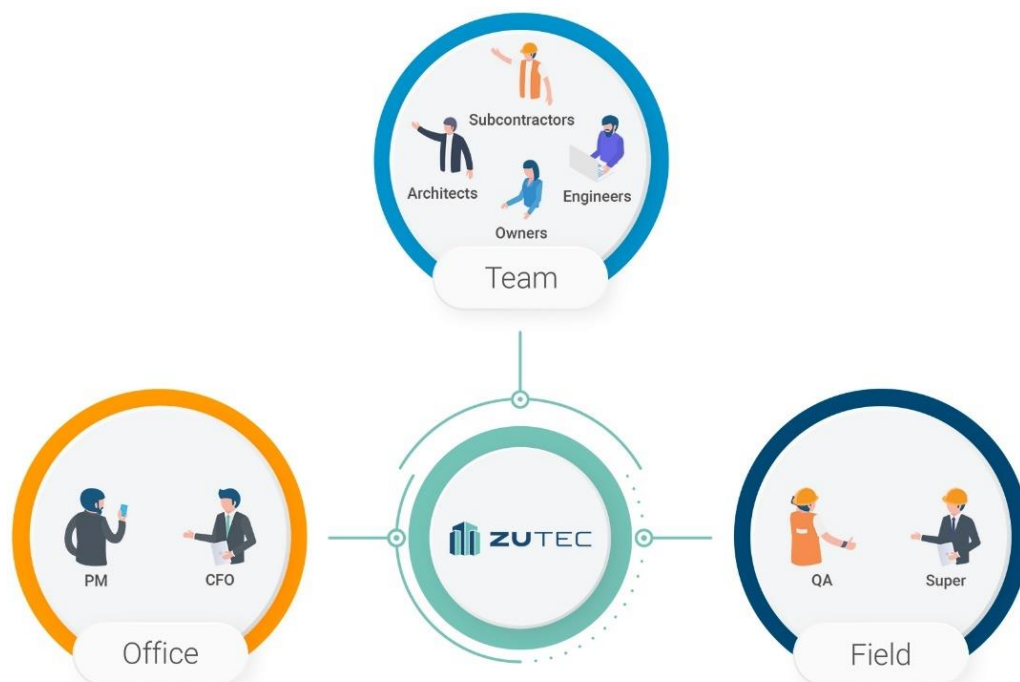 Subcontractors
Architects
Engineers
Owners
Team
ZUTEC
PM
CFO
Office
QA
Super
Field